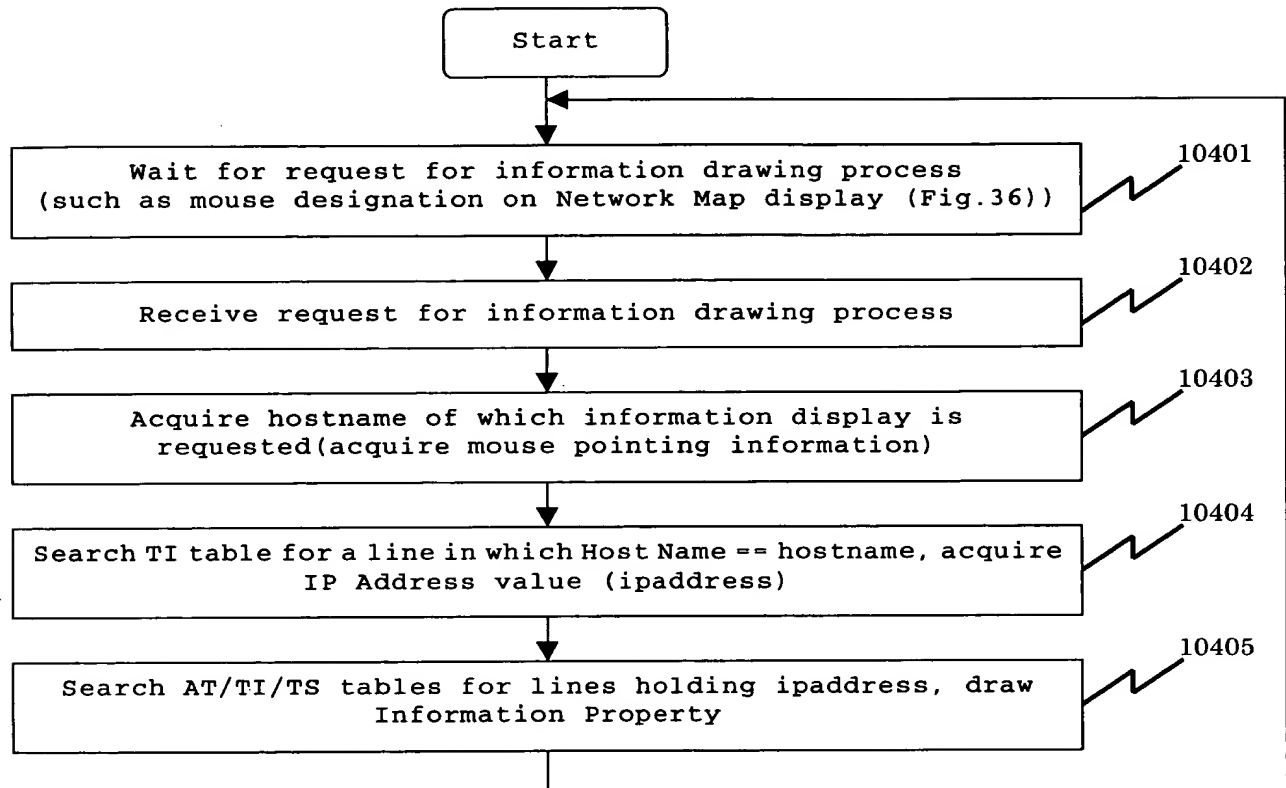 Start
Wait for request for information drawing process
(such as mouse designation on Network Map display (Fig.36))
10401
Receive request for information drawing process
10402
Acquire hostname of which information display is
requested(acquire mouse pointing information)
10403
Search TI table for a line in which Host Name == hostname, acquire
IP Address value (ipaddress)
10404
Search AT/TI/TS tables for lines holding ipaddress, draw
Information Property
10405